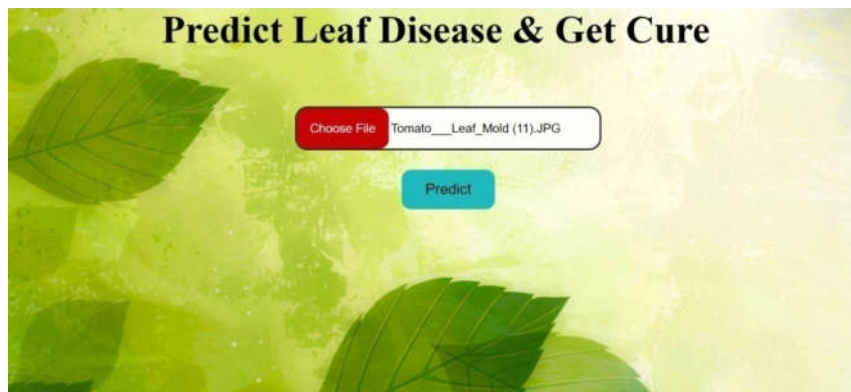 Predict Leaf Disease & Get Cure
Choose File Tomato___Leaf_Mold (11).JPG
Predict